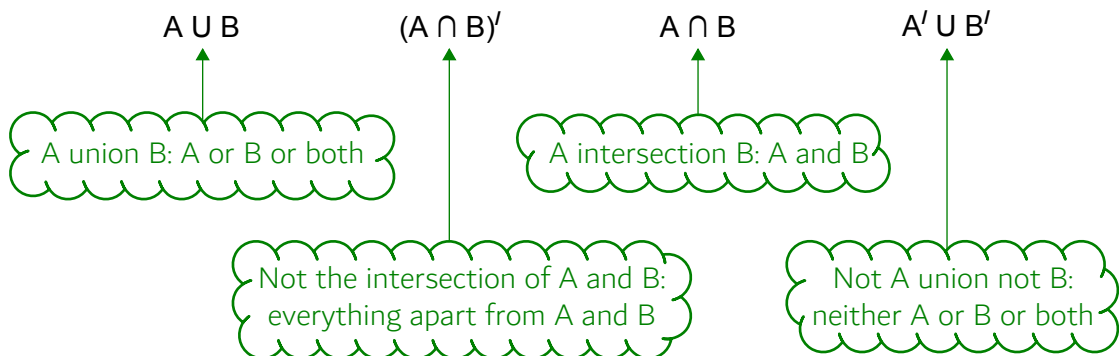 A ∪ B (A ∩ B)′ A ∩ B A′ ∪ B′
A union B: A or B or both
A intersection B: A and B
Not the intersection of A and B:
everything apart from A and B
Not A union not B:
neither A or B or both